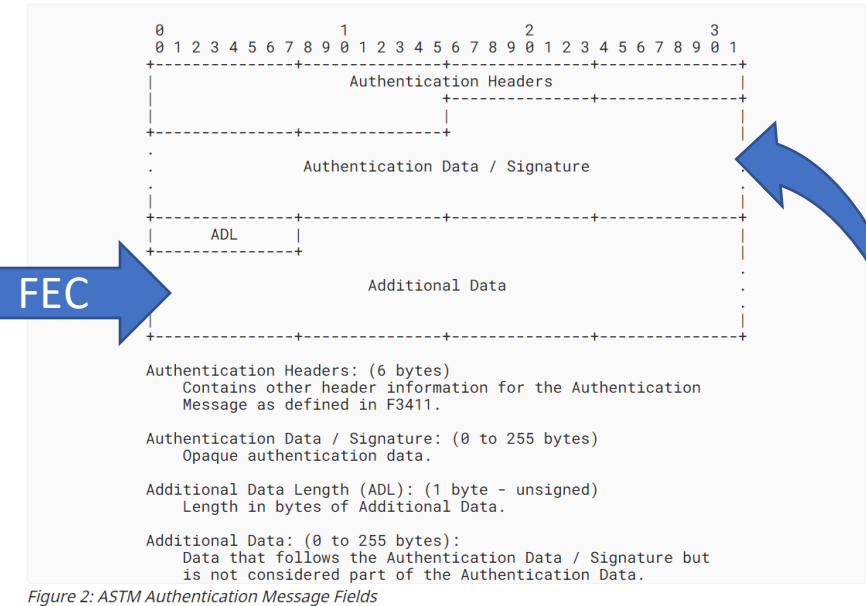 0 1 2 3
0 1 2 3 4 5 6 7 8 9 0 1 2 3 4 5 6 7 8 9 0 1 2 3 4 5 6 7 8 9 0 1
Authentication Headers
Authentication Data / Signature
ADL
FEC
Additional Data
Authentication Headers: (6 bytes)
Contains other header information for the Authentication
Message as defined in F3411.
Authentication Data / Signature: (0 to 255 bytes)
Opaque authentication data.
Additional Data Length (ADL): (1 byte - unsigned)
Length in bytes of Additional Data.
Additional Data: (0 to 255 bytes):
Data that follows the Authentication Data / Signature but
is not considered part of the Authentication Data.
Figure 2: ASTM Authentication Message Fields